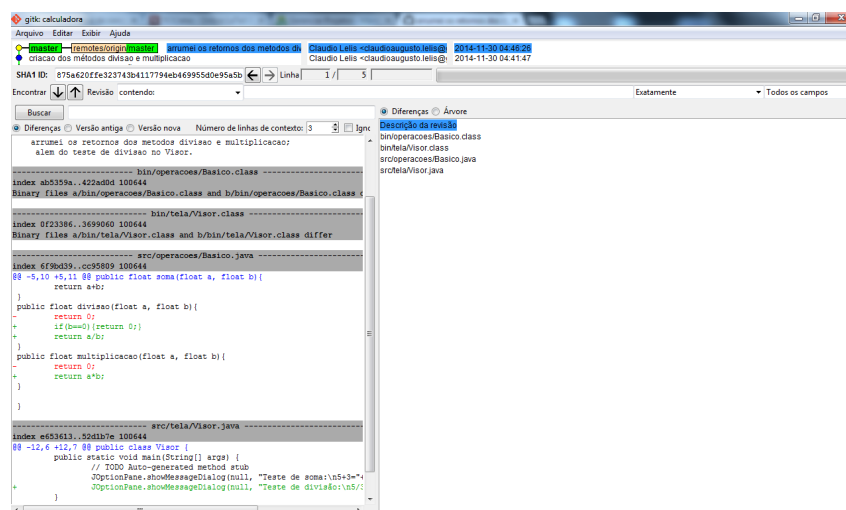 gitk: calculadora
Arquivo Editar Exibir Ajuda
master remotes/origin/master arrumei os retornos dos metodos div Claudio Lelis <claudioaugusto.lelis@ 2014-11-30 04:46:26
criacao dos métodos divisao e multiplicacao Claudio Lelis <claudioaugusto.lelis@ 2014-11-30 04:41:47
SHA1 ID: 875a620ffe323743b4117794eb469955d0e95a5b Linha 1 / 5
Encontrar Revisão contendo: Exatamente Todos os campos
Buscar
Diferenças Versão antiga Versão nova Número de linhas de contexto: 3 Ignc
arrumei os retornos dos metodos divisao e multiplicacao;
alem do teste de divisao no Visor.
---------------------- bin/operacoes/Basico.class ----------------------
index ab5359a..422ad0d 100644
Binary files a/bin/operacoes/Basico.class and b/bin/operacoes/Basico.class
------------------------- bin/tela/Visor.class -------------------------
index 0f23386..3699060 100644
Binary files a/bin/tela/Visor.class and b/bin/tela/Visor.class differ
----------------------- src/operacoes/Basico.java ----------------------
index 6f9bd39..cc95809 100644
@@ -5,10 +5,11 @@ public float soma(float a, float b){
return a+b;
}
public float divisao(float a, float b){
- return 0;
+ if(b==0){return 0;}
+ return a/b;
}
public float multiplicacao(float a, float b){
- return 0;
+ return a*b;
}
}
------------------------- src/tela/Visor.java --------------------------
index e653613..52d1b7e 100644
@@ -12,6 +12,7 @@ public class Visor {
public static void main(String[] args) {
// TODO Auto-generated method stub
JOptionPane.showMessageDialog(null, "Teste de soma:\n5+3="+
+ JOptionPane.showMessageDialog(null, "Teste de divisão:\n5/3
}
Diferenças Árvore
Descrição da revisão
bin/operacoes/Basico.class
bin/tela/Visor.class
src/operacoes/Basico.java
src/tela/Visor.java